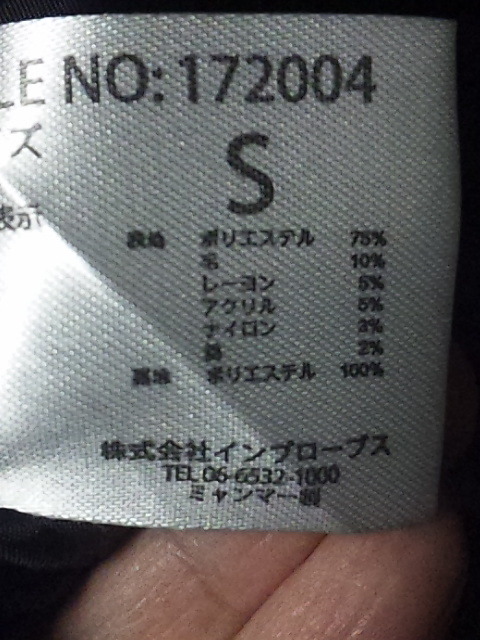 LE NO: 172004
ズ
S
表示
表地 ポリエステル 75%
毛 10%
レーヨン 5%
アクリル 5%
ナイロン 3%
綿 2%
裏地 ポリエステル 100%
株式会社インプローブス
TEL 06-6532-1000
ミャンマー製